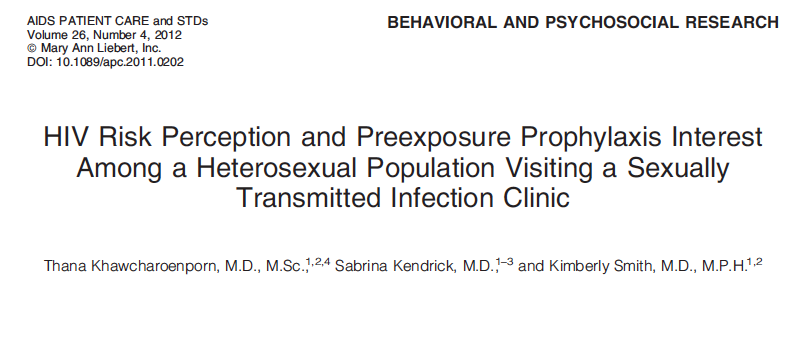 AIDS PATIENT CARE and STDs
Volume 26, Number 4, 2012
© Mary Ann Liebert, Inc.
DOI: 10.1089/apc.2011.0202
BEHAVIORAL AND PSYCHOSOCIAL RESEARCH
HIV Risk Perception and Preexposure Prophylaxis Interest
Among a Heterosexual Population Visiting a Sexually
Transmitted Infection Clinic
Thana Khawcharoenporn, M.D., M.Sc.,1,2,4 Sabrina Kendrick, M.D.,1–3 and Kimberly Smith, M.D., M.P.H.1,2